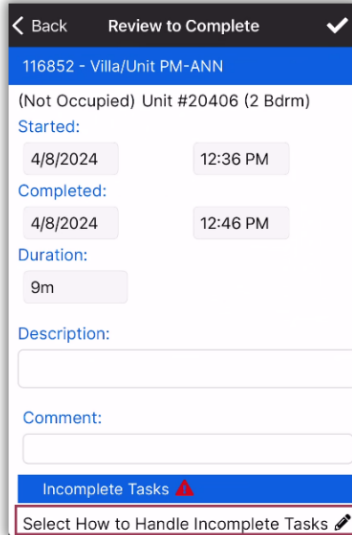 Back Review to Complete
116852 - Villa/Unit PM-ANN
(Not Occupied) Unit #20406 (2 Bdrm)
Started:
4/8/2024 12:36 PM
Completed:
4/8/2024 12:46 PM
Duration:
9m
Description:
Comment:
Incomplete Tasks
Select How to Handle Incomplete Tasks